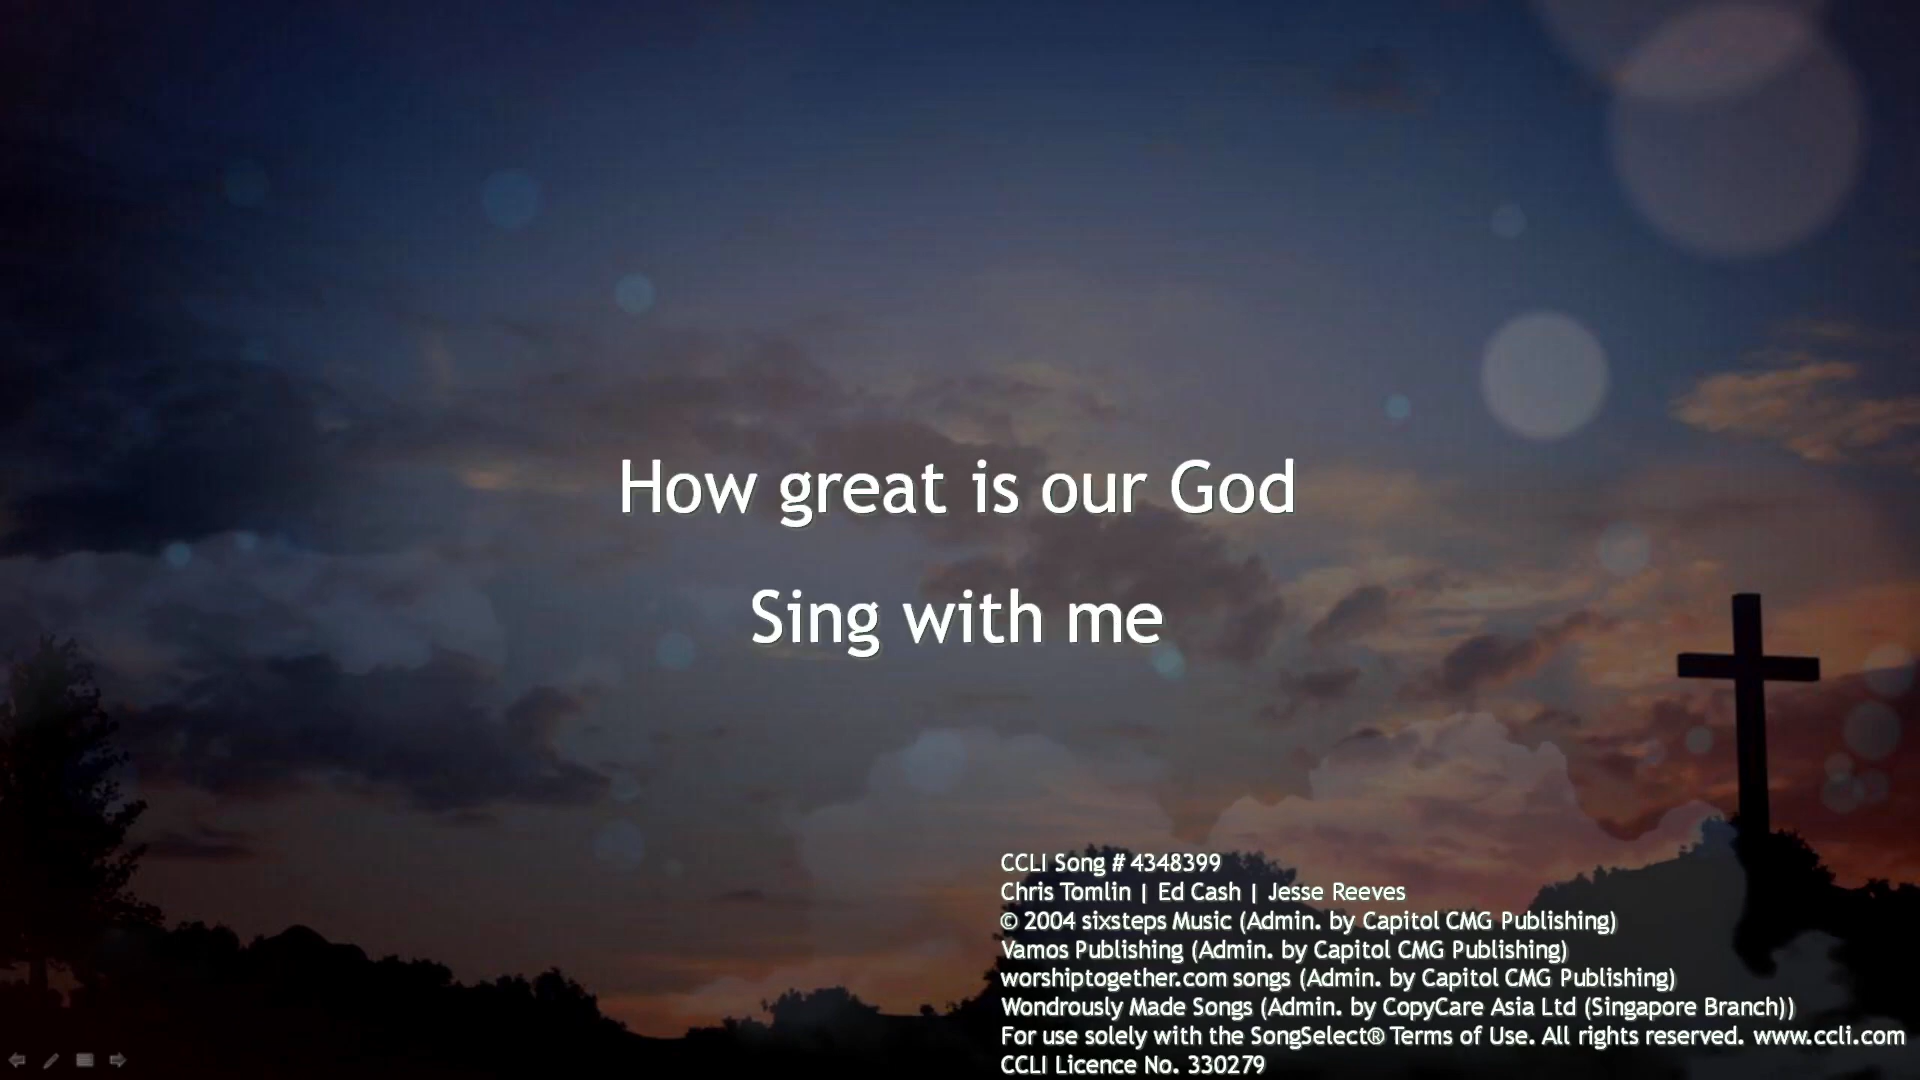 How great is our God
Sing with me
CCLI Song # 4348399
Chris Tomlin | Ed Cash | Jesse Reeves
© 2004 sixsteps Music (Admin. by Capitol CMG Publishing)
Vamos Publishing (Admin. by Capitol CMG Publishing)
worshiptogether.com songs (Admin. by Capitol CMG Publishing)
Wondrously Made Songs (Admin. by CopyCare Asia Ltd (Singapore Branch))
For use solely with the SongSelect® Terms of Use. All rights reserved. www.ccli.com
CCLI Licence No. 330279